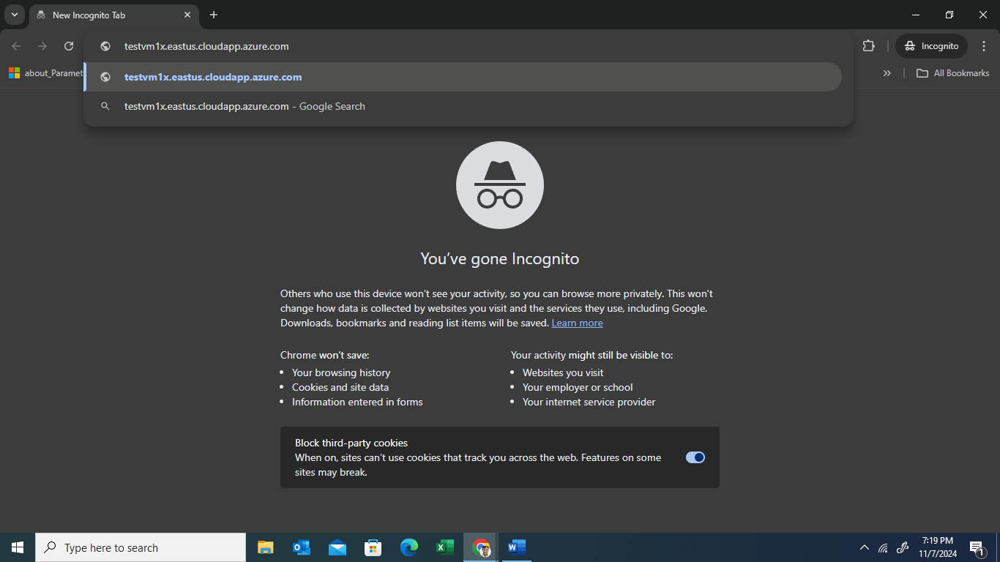 New Incognito Tab
testvm1x.eastus.cloudapp.azure.com
Incognito
about_Paramet
testvm1x.eastus.cloudapp.azure.com
All Bookmarks
testvm1x.eastus.cloudapp.azure.com - Google Search
You've gone Incognito
Others who use this device won't see your activity, so you can browse more privately. This won't
change how data is collected by websites you visit and the services they use, including Google.
Downloads, bookmarks and reading list items will be saved. Learn more
Chrome won't save:
Your browsing history
Cookies and site data
Information entered in forms
Your activity might still be visible to:
Websites you visit
Your employer or school
Your internet service provider
Block third-party cookies
When on, sites can't use cookies that track you across the web. Features on some
sites may break.
Type here to search
7:19 PM
11/7/2024
1